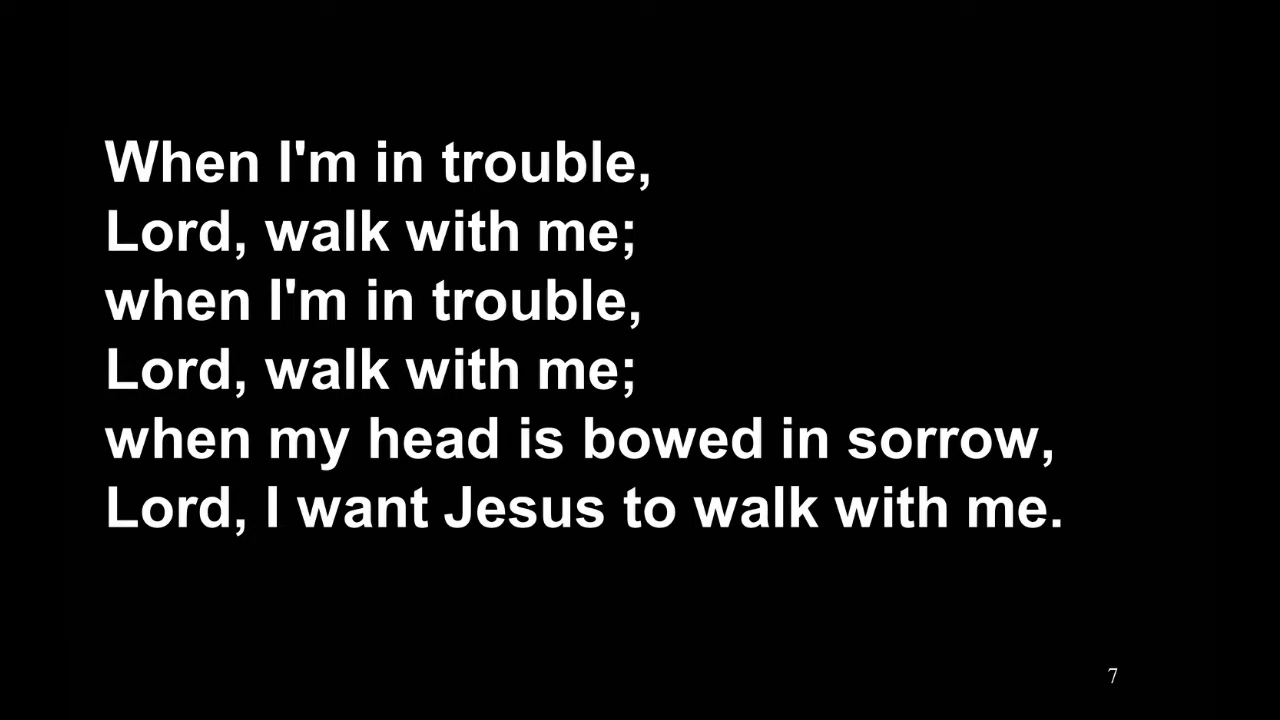 When I'm in trouble,
Lord, walk with me;
when I'm in trouble,
Lord, walk with me;
when my head is bowed in sorrow,
Lord, I want Jesus to walk with me.
7